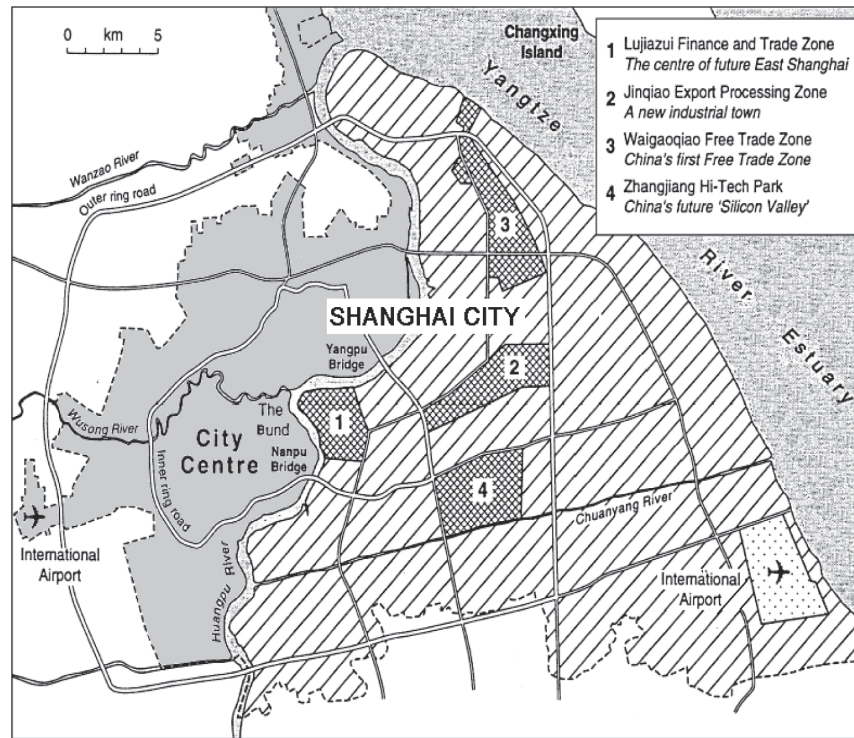 0 km 5
Changxing
Island
Yangtze
River
Estuary
1 Lujiazui Finance and Trade Zone
The centre of future East Shanghai
2 Jinqiao Export Processing Zone
A new industrial town
3 Waigaoqiao Free Trade Zone
China's first Free Trade Zone
4 Zhangjiang Hi-Tech Park
China's future 'Silicon Valley'
Wanzao River
Outer ring road
3
SHANGHAI CITY
Yangpu
Bridge
2
Wusong River
The
Bund
1
City
Centre
Nanpu
Bridge
Inner ring road
4
Chuanyang River
International
Airport
International
Airport
Huangpu River